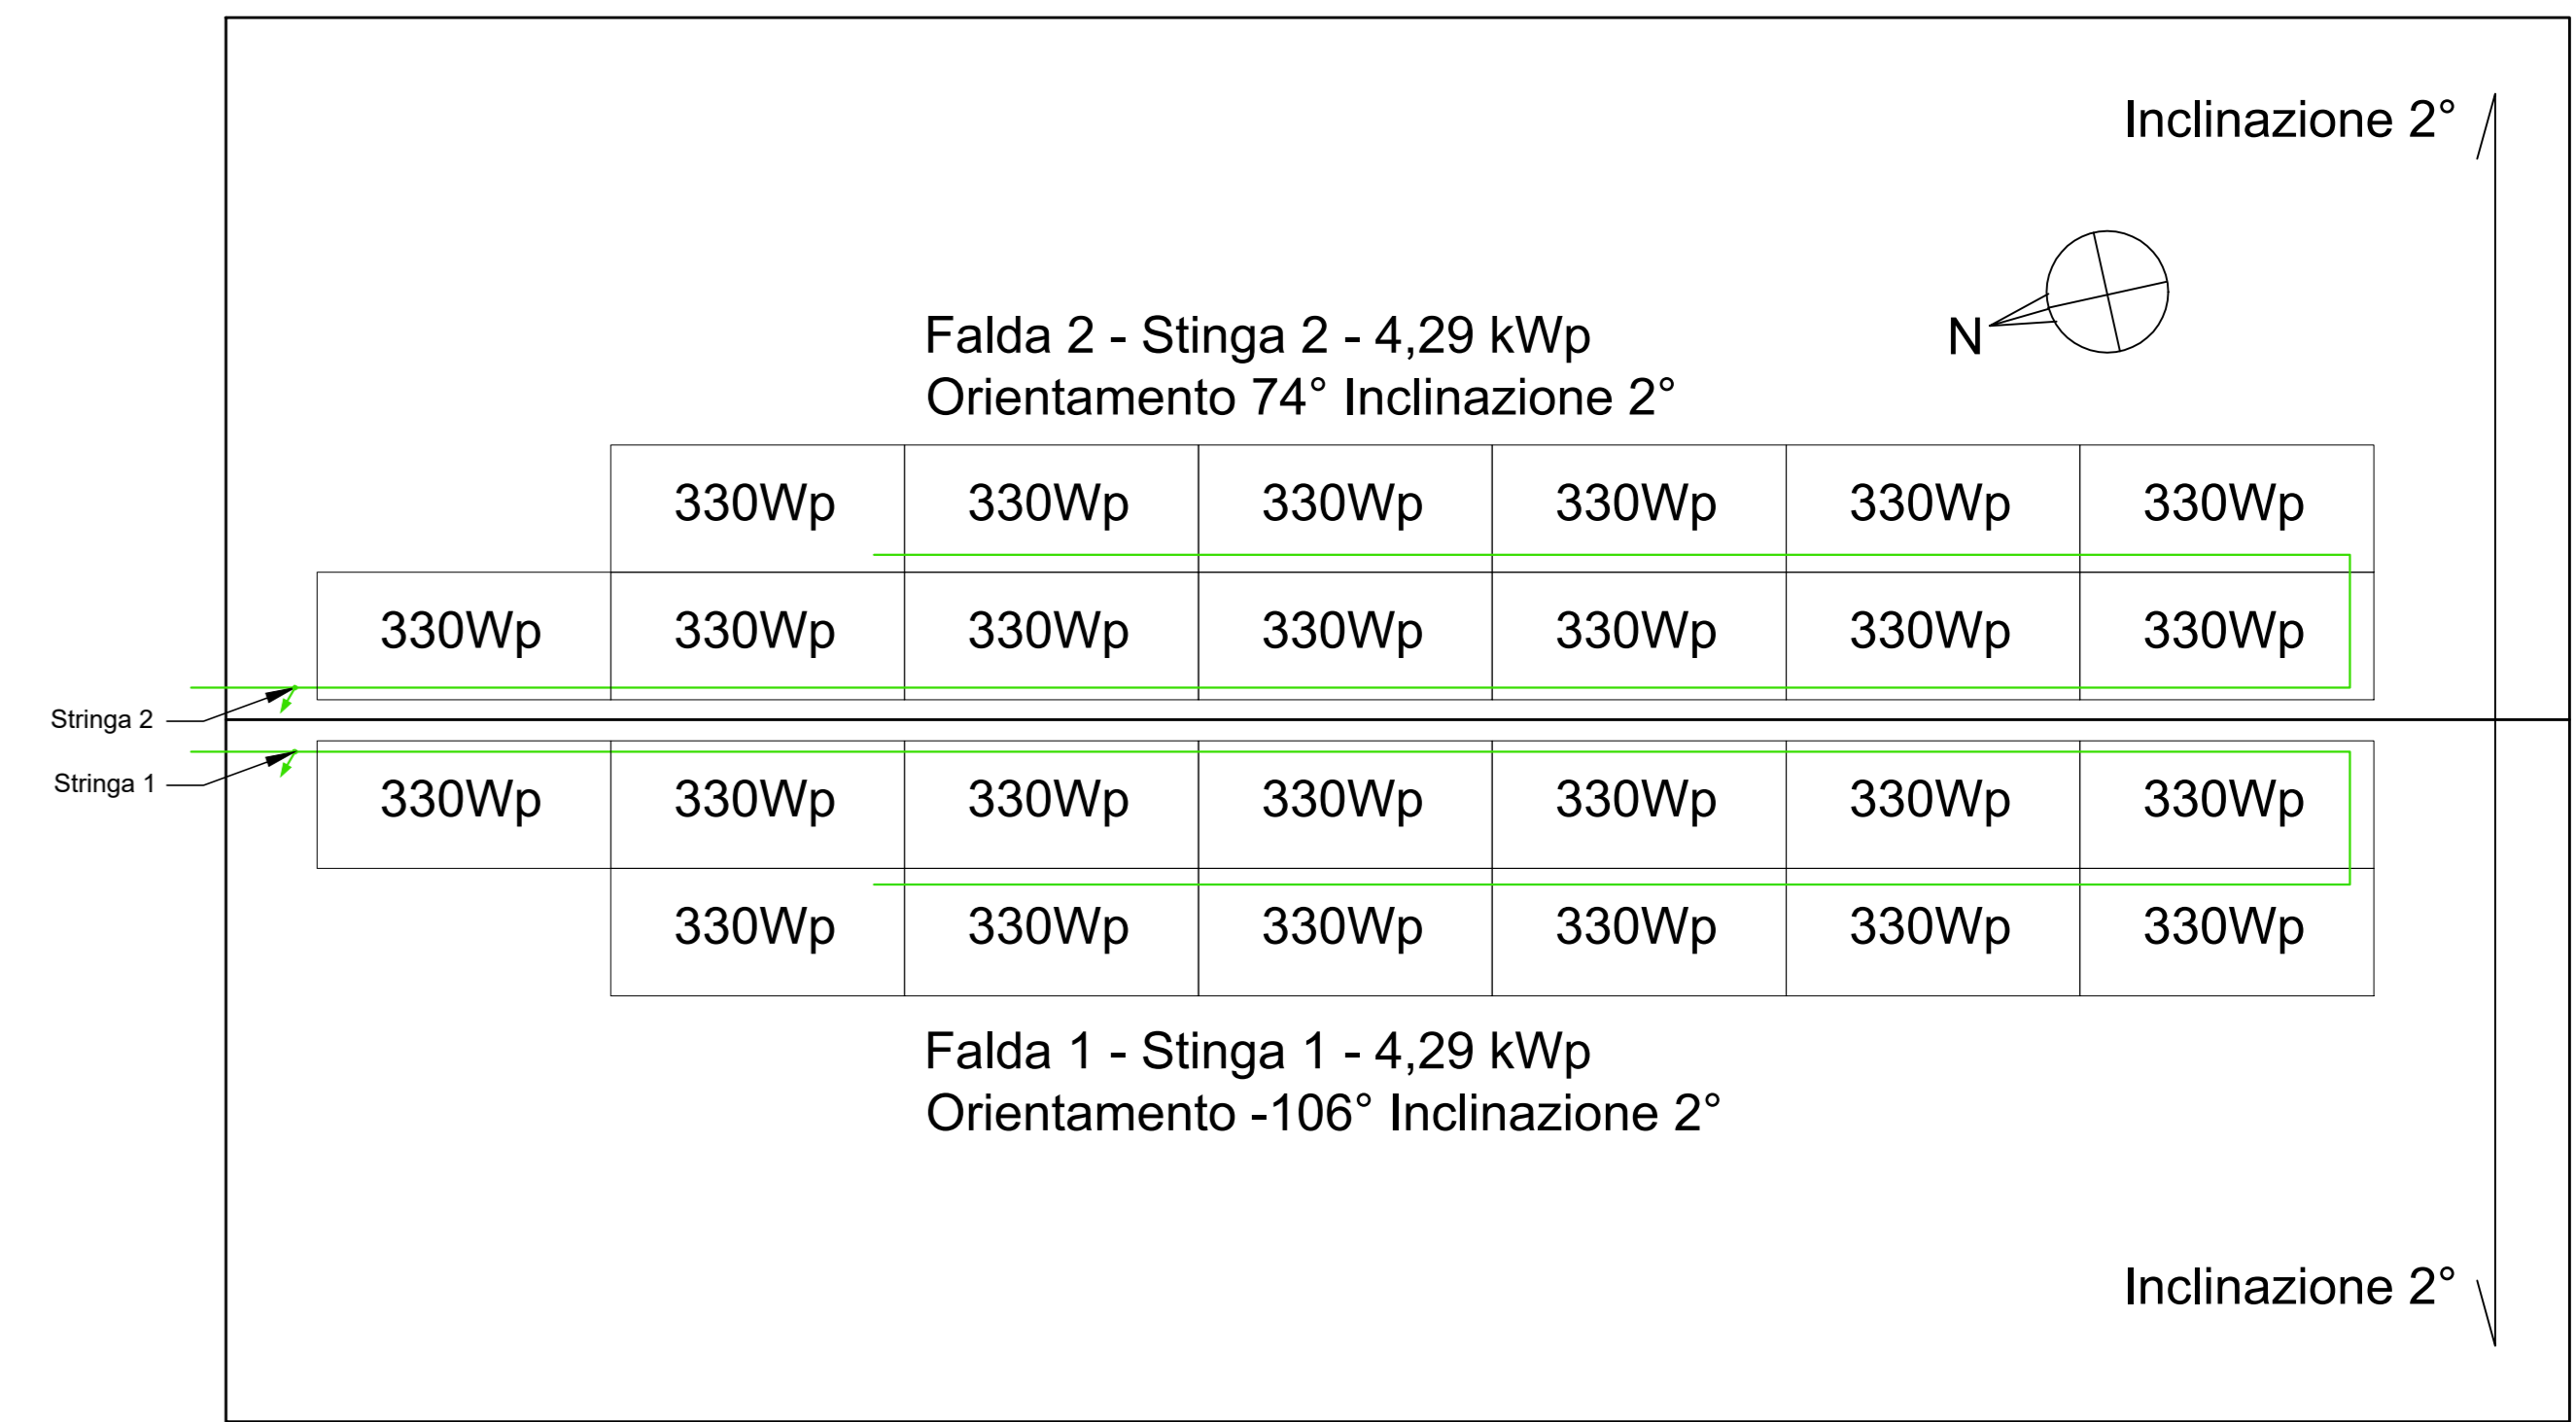 Inclinazione 2°
N
Falda 2 - Stinga 2 - 4,29 kWp
Orientamento 74° Inclinazione 2°
330Wp 330Wp 330Wp 330Wp 330Wp 330Wp
330Wp 330Wp 330Wp 330Wp 330Wp 330Wp 330Wp
Stringa 2
Stringa 1
330Wp 330Wp 330Wp 330Wp 330Wp 330Wp 330Wp
330Wp 330Wp 330Wp 330Wp 330Wp 330Wp
Falda 1 - Stinga 1 - 4,29 kWp
Orientamento -106° Inclinazione 2°
Inclinazione 2°